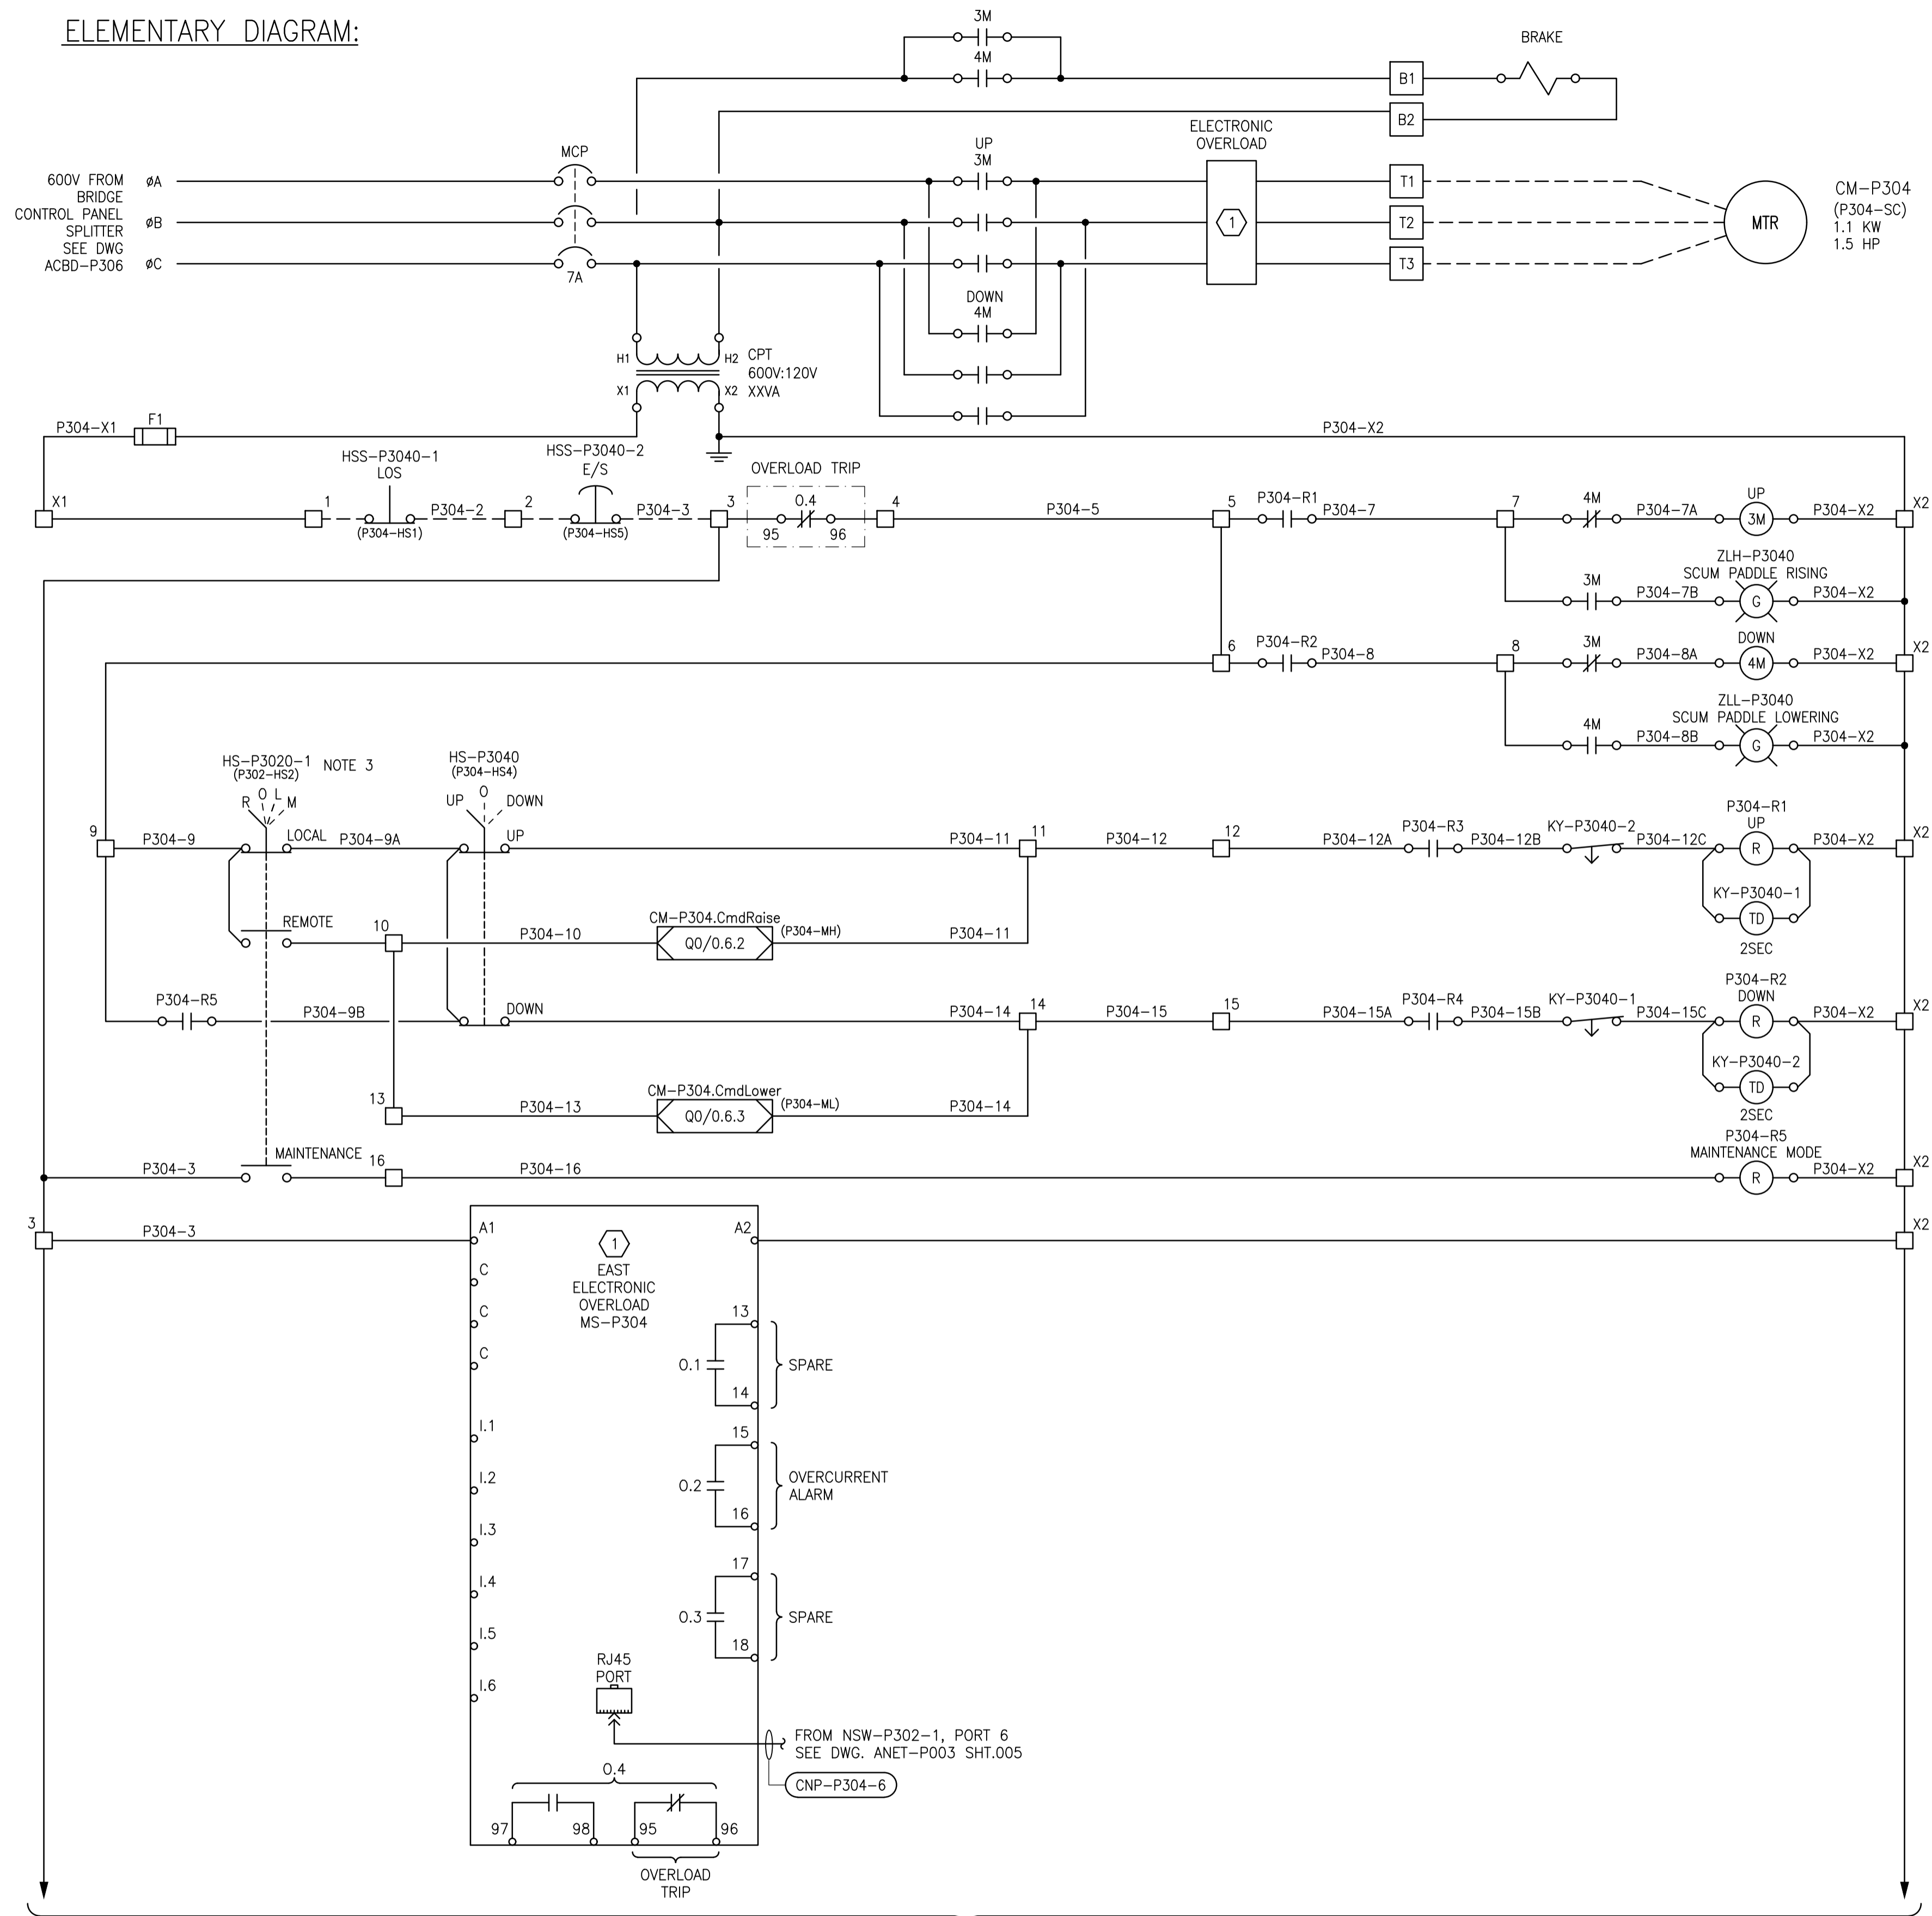 ELEMENTARY DIAGRAM:
3M
4M
BRAKE
B1
B2
ELECTRONIC
OVERLOAD
UP
3M
MCP
600V FROM
BRIDGE
CONTROL PANEL
SPLITTER
SEE DWG
ACBD-P306
øA
øB
øC
7A
1
T1
T2
T3
MTR
CM-P304
(P304-SC)
1.1 KW
1.5 HP
DOWN
4M
H1
H2
CPT
600V:120V
XXVA
X1
X2
P304-X1
F1
P304-X2
HSS-P3040-1
LOS
HSS-P3040-2
E/S
OVERLOAD TRIP
X1
1
(P304-HS1)
P304-2
2
(P304-HS5)
P304-3
3
O.4
95
96
4
P304-5
5
P304-R1
P304-7
7
4M
P304-7A
UP
3M
P304-X2
X2
ZLH-P3040
SCUM PADDLE RISING
3M
P304-7B
G
P304-X2
6
P304-R2
P304-8
8
3M
P304-8A
DOWN
4M
P304-X2
X2
ZLL-P3040
SCUM PADDLE LOWERING
4M
P304-8B
G
P304-X2
HS-P3020-1
(P302-HS2)
NOTE 3
R O L M
HS-P3040
(P304-HS4)
UP O DOWN
9
P304-9
LOCAL
P304-9A
UP
P304-11
11
P304-12
12
P304-12A
P304-R3
P304-12B
KY-P3040-2
P304-12C
P304-R1
UP
R
P304-X2
X2
KY-P3040-1
TD
2SEC
REMOTE
10
P304-10
CM-P304.CmdRaise
Q0/0.6.2
(P304-MH)
P304-11
P304-R5
P304-9B
DOWN
P304-14
14
P304-15
15
P304-15A
P304-R4
P304-15B
KY-P3040-1
P304-15C
P304-R2
DOWN
R
P304-X2
X2
KY-P3040-2
TD
2SEC
13
P304-13
CM-P304.CmdLower
Q0/0.6.3
(P304-ML)
P304-14
P304-3
MAINTENANCE
16
P304-16
P304-R5
MAINTENANCE MODE
R
P304-X2
X2
3
P304-3
A1
1
A2
X2
EAST
ELECTRONIC
OVERLOAD
MS-P304
C
C
C
I.1
I.2
I.3
I.4
I.5
I.6
13
O.1
14
SPARE
15
O.2
16
OVERCURRENT
ALARM
17
O.3
18
SPARE
RJ45
PORT
FROM NSW-P302-1, PORT 6
SEE DWG. ANET-P003 SHT.005
CNP-P304-6
O.4
97
98
95
96
OVERLOAD
TRIP